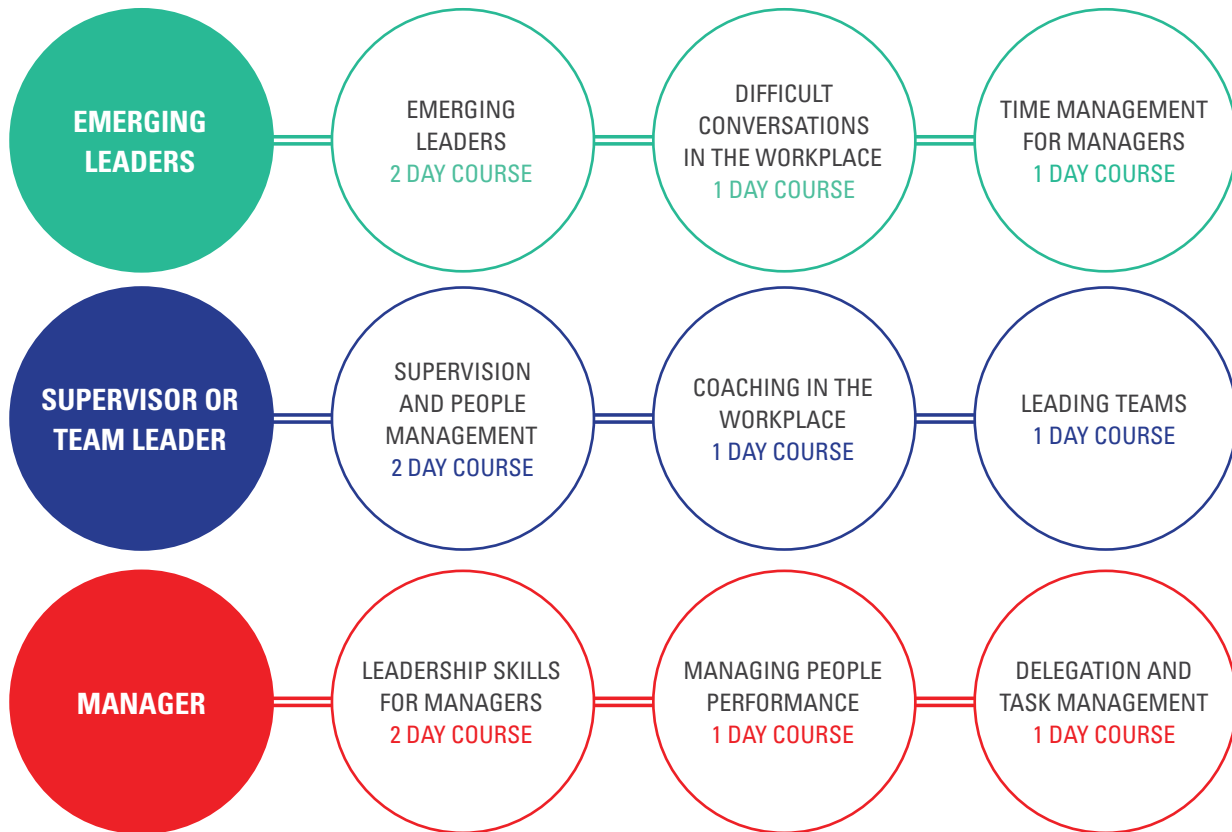 EMERGING
LEADERS
EMERGING
LEADERS
2 DAY COURSE
DIFFICULT
CONVERSATIONS
IN THE WORKPLACE
1 DAY COURSE
TIME MANAGEMENT
FOR MANAGERS
1 DAY COURSE
SUPERVISOR OR
TEAM LEADER
SUPERVISION
AND PEOPLE
MANAGEMENT
2 DAY COURSE
COACHING IN THE
WORKPLACE
1 DAY COURSE
LEADING TEAMS
1 DAY COURSE
MANAGER
LEADERSHIP SKILLS
FOR MANAGERS
2 DAY COURSE
MANAGING PEOPLE
PERFORMANCE
1 DAY COURSE
DELEGATION AND
TASK MANAGEMENT
1 DAY COURSE